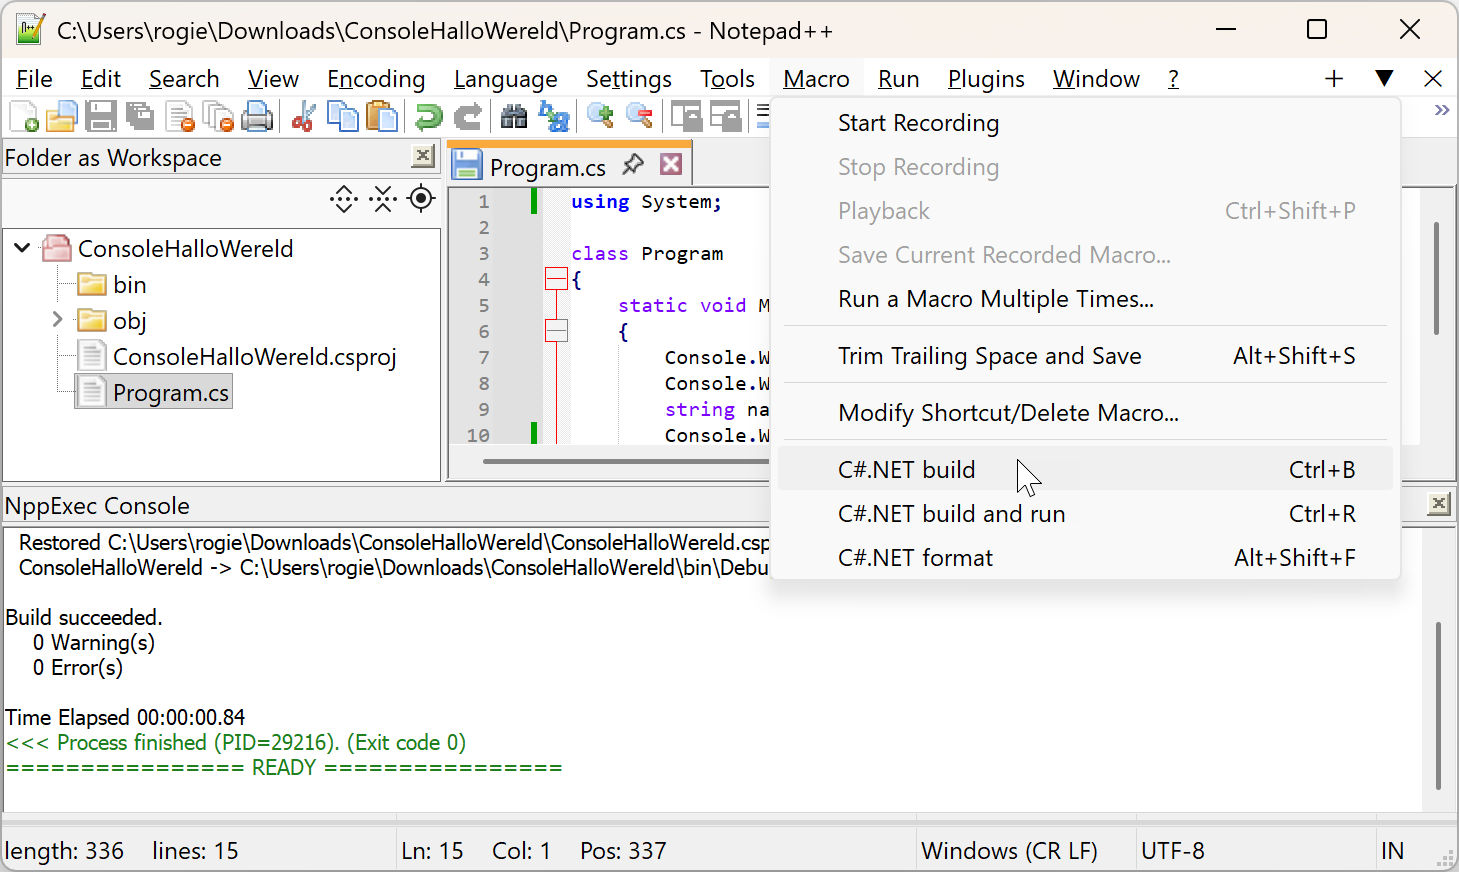 C:\Users\rogie\Downloads\ConsoleHalloWereld\Program.cs - Notepad++
File Edit Search View Encoding Language Settings Tools Macro Run Plugins Window ?
Folder as Workspace
ConsoleHalloWereld
bin
obj
ConsoleHalloWereld.csproj
Program.cs
Program.cs
1 using System;
2
3 class Program
4 {
5 static void M
6 {
7 Console.W
8 Console.W
9 string na
10 Console.W
Start Recording
Stop Recording
Playback Ctrl+Shift+P
Save Current Recorded Macro...
Run a Macro Multiple Times...
Trim Trailing Space and Save Alt+Shift+S
Modify Shortcut/Delete Macro...
C#.NET build Ctrl+B
C#.NET build and run Ctrl+R
C#.NET format Alt+Shift+F
NppExec Console
Restored C:\Users\rogie\Downloads\ConsoleHalloWereld\ConsoleHalloWereld.csp
ConsoleHalloWereld -> C:\Users\rogie\Downloads\ConsoleHalloWereld\bin\Debu
Build succeeded.
0 Warning(s)
0 Error(s)
Time Elapsed 00:00:00.84
<<< Process finished (PID=29216). (Exit code 0)
================ READY ================
length: 336 lines: 15 Ln: 15 Col: 1 Pos: 337 Windows (CR LF) UTF-8 IN